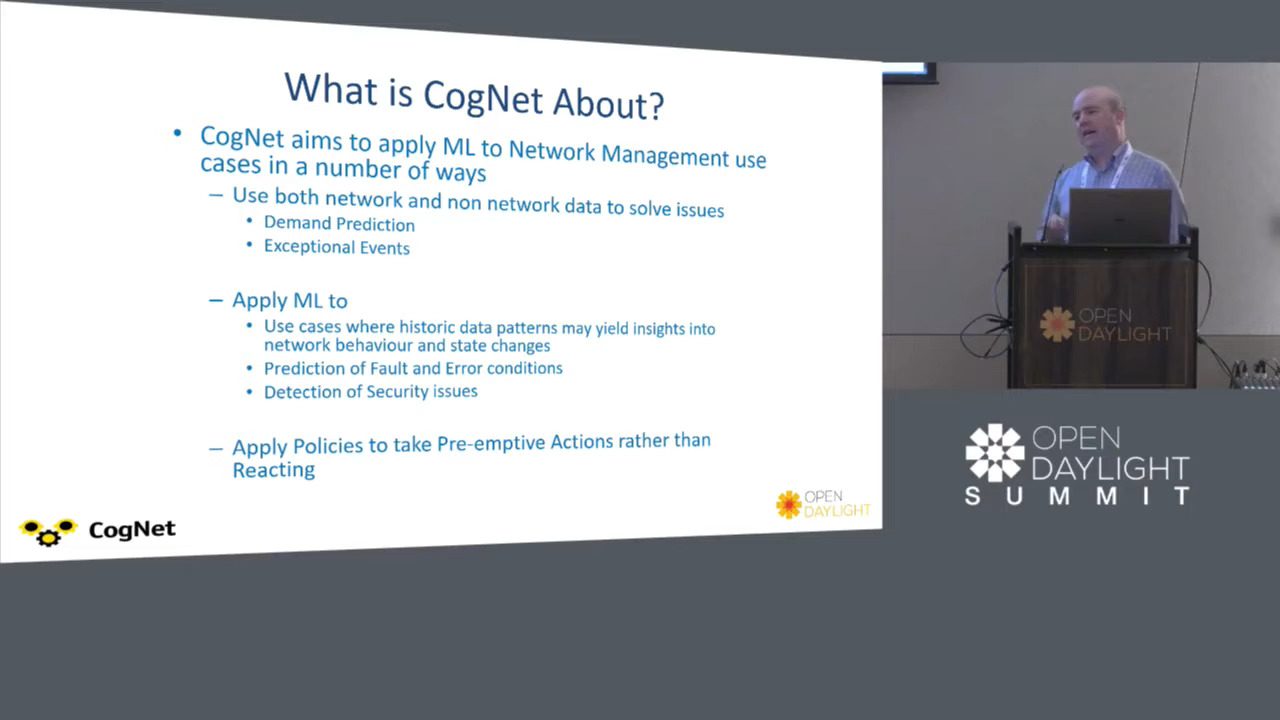 What is CogNet About?
• CogNet aims to apply ML to Network Management use
cases in a number of ways
– Use both network and non network data to solve issues
• Demand Prediction
• Exceptional Events
– Apply ML to
• Use cases where historic data patterns may yield insights into
network behaviour and state changes
• Prediction of Fault and Error conditions
• Detection of Security issues
– Apply Policies to take Pre-emptive Actions rather than
Reacting
CogNet
OPEN
DAYLIGHT
OPEN
DAYLIGHT
OPEN
DAYLIGHT
SUMMIT